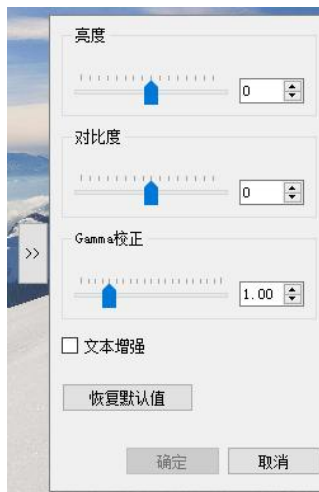 亮度
0
对比度
0
Gamma校正
>>
1.00
文本增强
恢复默认值
确定 取消